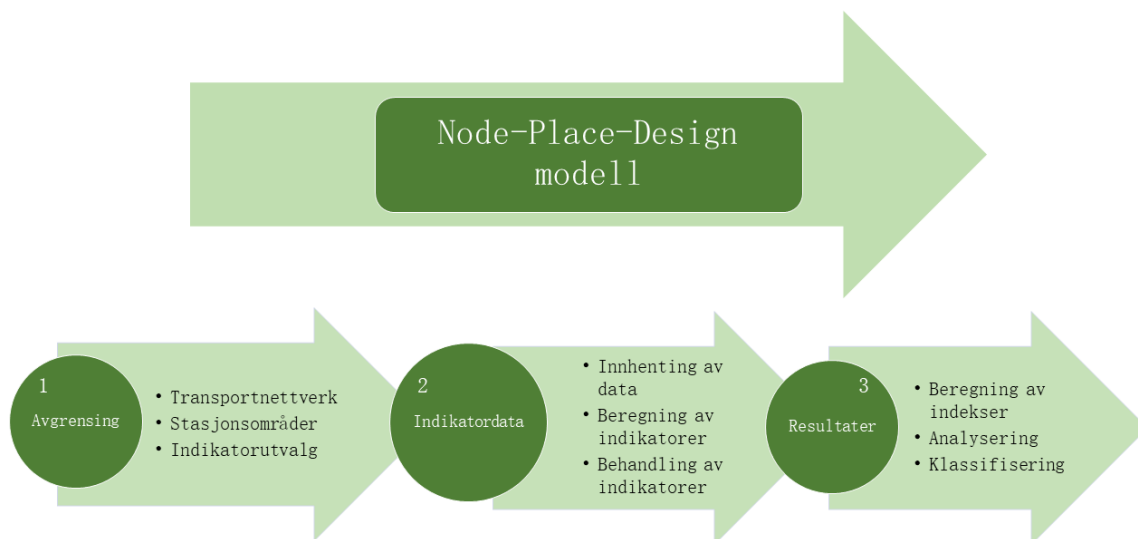 Node-Place-Design
modell
1
Avgrensing
• Transportnettverk
• Stasjonsområder
• Indikatorutvalg
2
Indikatordata
• Innhenting av
data
• Beregning av
indikatorer
• Behandling av
indikatorer
3
Resultater
• Beregning av
indekser
• Analysering
• Klassifisering